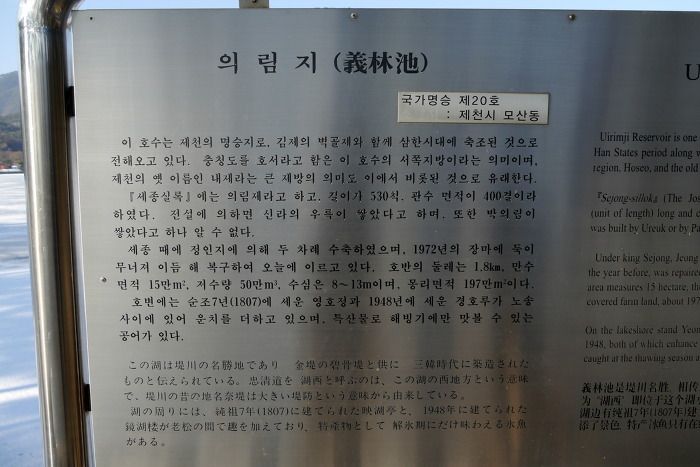 의 림 지 (義林池)
국가명승 제20호
: 제천시 모산동
이 호수는 제천의 명승지로, 김제의 벽골제와 함께 삼한시대에 축조된 것으로
전해오고 있다. 충청도를 호서라고 함은 이 호수의 서쪽지방이라는 의미이며,
제천의 옛 이름인 내제라는 큰 제방의 의미도 이에서 비롯된 것으로 유래한다.
『세종실록』에는 의림제라고 하고, 길이가 530척, 관수 면적이 400결이라
하였다. 전설에 의하면 신라의 우륵이 쌓았다고 하며, 또한 박의림이
쌓았다고 하나 알 수 없다.
세종 때에 정인지에 의해 두 차례 수축하였으며, 1972년의 장마에 둑이
무너져 이듬 해 복구하여 오늘에 이르고 있다. 호반의 둘레는 1.8km, 만수
면적 15만m², 저수량 50만m³, 수심은 8~13m이며, 몽리면적 197만m²이다.
호변에는 순조7년(1807)에 세운 영호정과 1948년에 세운 경호루가 노송
사이에 있어 운치를 더하고 있으며, 특산물로 해빙기에만 맛볼 수 있는
공어가 있다.
この湖は堤川の名勝地であり 金堤の碧骨堤と供に 三韓時代に築造された
ものと伝えられている。忠清道を 湖西と呼ぶのは、この湖の西地方という意味
で、堤川の昔の地名奈堤は大きい堤防という意味から由来している。
湖の周りには、純祖7年(1807)に建てられた映湖亭と、1948年に建てられた
鏡湖楼が老松の間で趣を加えており、特産物として 解氷期にだけ味わえる氷魚
がある。
U
Uirimji Reservoir is one
Han States period along w
region, Hoseo, and the old
『Sejong-sillok』(The Jos
(unit of length) long and
was built by Ureuk or by Pa
Under king Sejong, Jeong
the year before, was repaire
area measures 15 hectare, th
covered farm land, about 197
On the lakeshore stand Yeon
1948, both of which enhance
caught at the thawing season a
義林池是堤川名胜, 相传
为 "湖西" 即位于这个湖
湖边有纯祖7年(1807年)建
添了景色, 特产冰鱼只有在